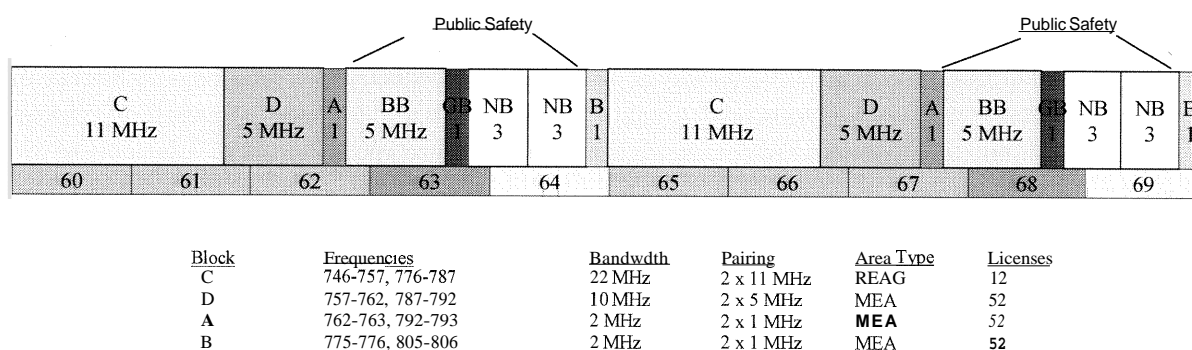 Public Safety Public Safety
C D A BB GB NB NB B C D A BB GB NB NB B
11 MHz 5 MHz 1 5 MHz 1 3 3 1 11 MHz 5 MHz 1 5 MHz 1 3 3 1
60 61 62 63 64 65 66 67 68 69
Block Frequencies Bandwdth Pairing Area Type Licenses
C 746-757, 776-787 22 MHz 2 x 11 MHz REAG 12
D 757-762, 787-792 10 MHz 2 x 5 MHz MEA 52
A 762-763, 792-793 2 MHz 2 x 1 MHz MEA 52
B 775-776, 805-806 2 MHz 2 x 1 MHz MEA 52